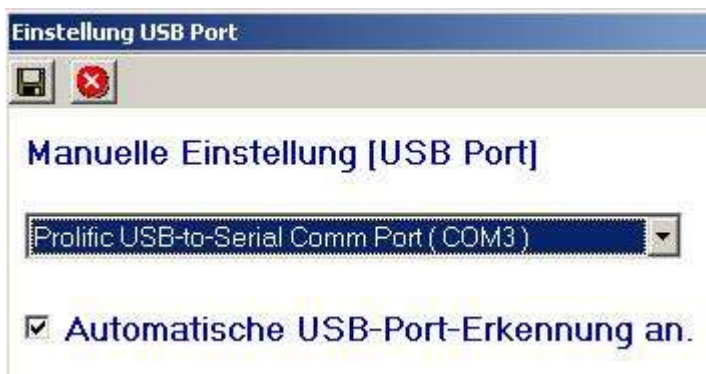 Einstellung USB Port
Manuelle Einstellung [USB Port]
Prolific USB-to-Serial Comm Port ( COM3 )
Automatische USB-Port-Erkennung an.